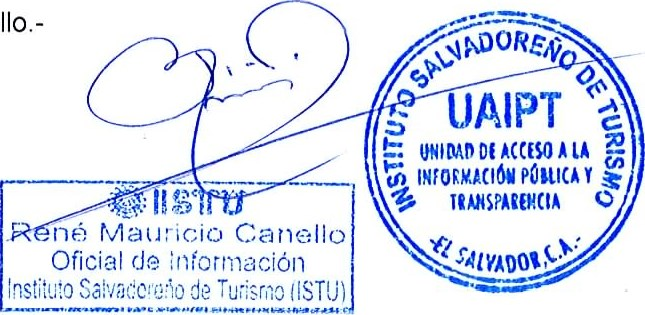 llo.-
INSTITUTO SALVADOREÑO DE TURISMO
UAIPT
UNIDAD DE ACCESO A LA
INFORMACIÓN PÚBLICA Y
TRANSPARENCIA
-EL SALVADOR, C.A.-
ISTU
René Mauricio Canello
Oficial de Información
Instituto Salvadoreño de Turismo (ISTU)